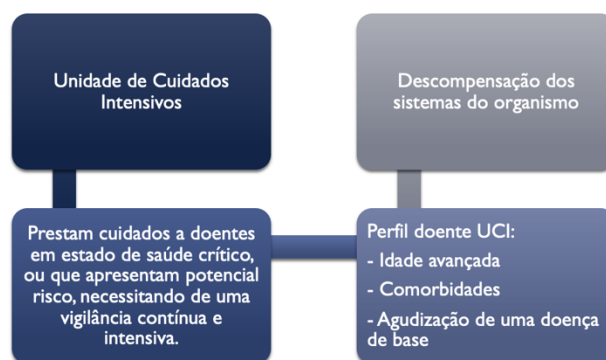 Unidade de Cuidados
Intensivos
Prestam cuidados a doentes
em estado de saúde crítico,
ou que apresentam potencial
risco, necessitando de uma
vigilância contínua e
intensiva.
Perfil doente UCI:
- Idade avançada
- Comorbidades
- Agudização de uma doença
de base
Descompensação dos
sistemas do organismo